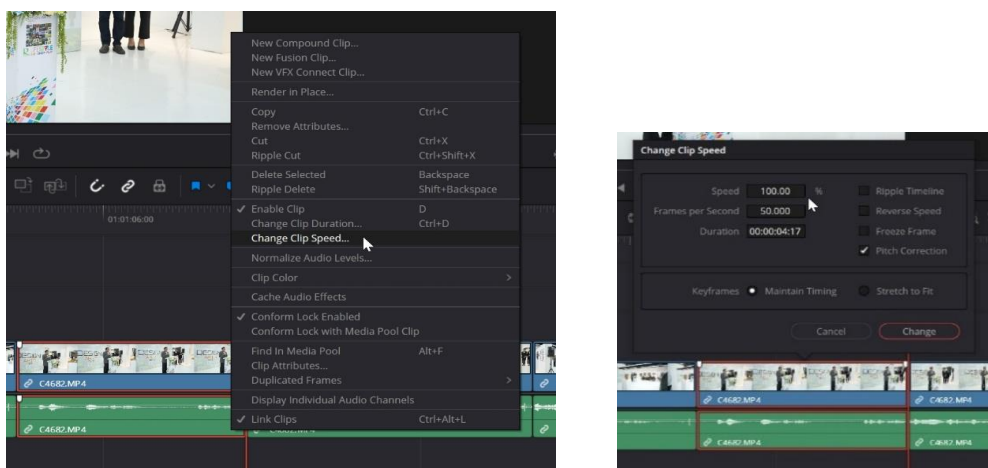 New Compound Clip...
New Fusion Clip...
New VFX Connect Clip...
Render in Place...
Copy Ctrl+C
Remove Attributes...
Cut Ctrl+X
Ripple Cut Ctrl+Shift+X
Delete Selected Backspace
Ripple Delete Shift+Backspace
Enable Clip D
Change Clip Duration... Ctrl+D
Change Clip Speed...
Normalize Audio Levels...
Clip Color
Cache Audio Effects
Conform Lock Enabled
Conform Lock with Media Pool Clip
Find In Media Pool Alt+F
Clip Attributes...
Duplicated Frames
Display Individual Audio Channels
Link Clips Ctrl+Alt+L
01:01:06:00
C4682.MP4
C4682.MP4
Change Clip Speed
Speed 100.00 % Ripple Timeline
Frames per Second 50.000 Reverse Speed
Duration 00:00:04:17 Freeze Frame
Pitch Correction
Keyframes Maintain Timing Stretch to Fit
Cancel Change
C4682.MP4 C4682.MP4
C4682.MP4 C4682.MP4